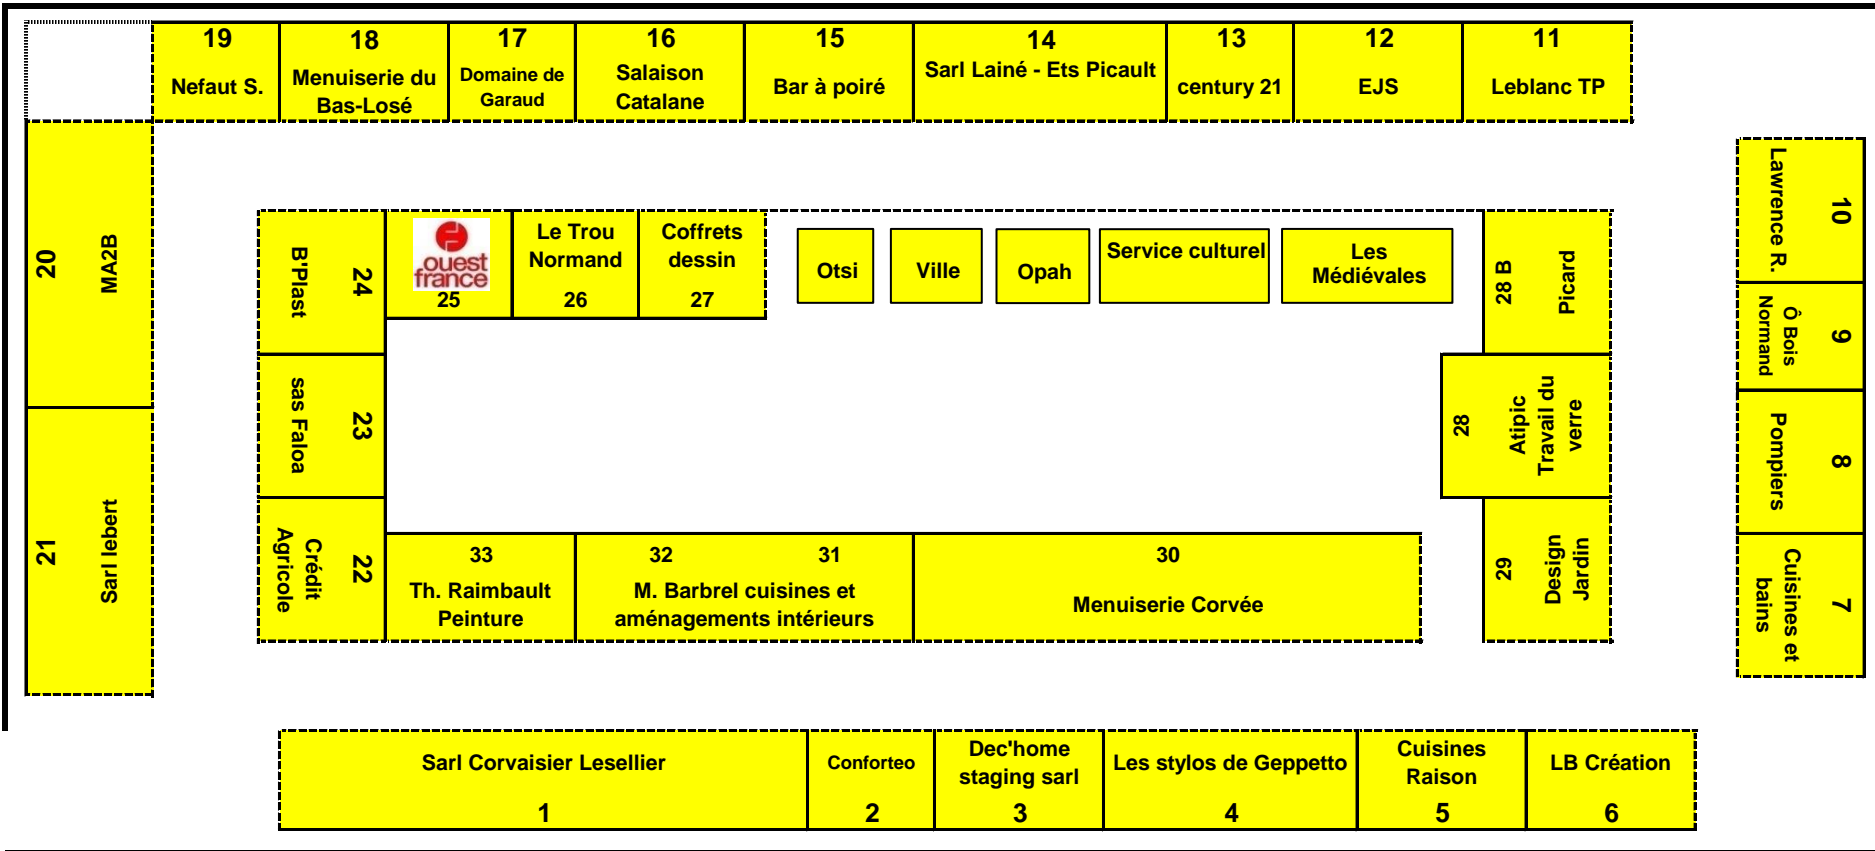 19
Nefaut S.
18
Menuiserie du
Bas-Losé
17
Domaine de
Garaud
16
Salaison
Catalane
15
Bar à poiré
14
Sarl Lainé - Ets Picault
13
century 21
12
EJS
11
Leblanc TP
20
MA2B
21
Sarl lebert
24
B'Plast
23
sas Faloa
22
Crédit
Agricole
ouest
france
25
Le Trou
Normand
26
Coffrets
dessin
27
Otsi
Ville
Opah
Service culturel
Les
Médiévales
28 B
Picard
28
Atipic
Travail du
verre
29
Design
Jardin
10
Lawrence R.
9
Ô Bois
Normand
8
Pompiers
7
Cuisines et
bains
33
Th. Raimbault
Peinture
32 31
M. Barbrel cuisines et
aménagements intérieurs
30
Menuiserie Corvée
Sarl Corvaisier Lesellier
1
Conforteo
2
Dec'home
staging sarl
3
Les stylos de Geppetto
4
Cuisines
Raison
5
LB Création
6